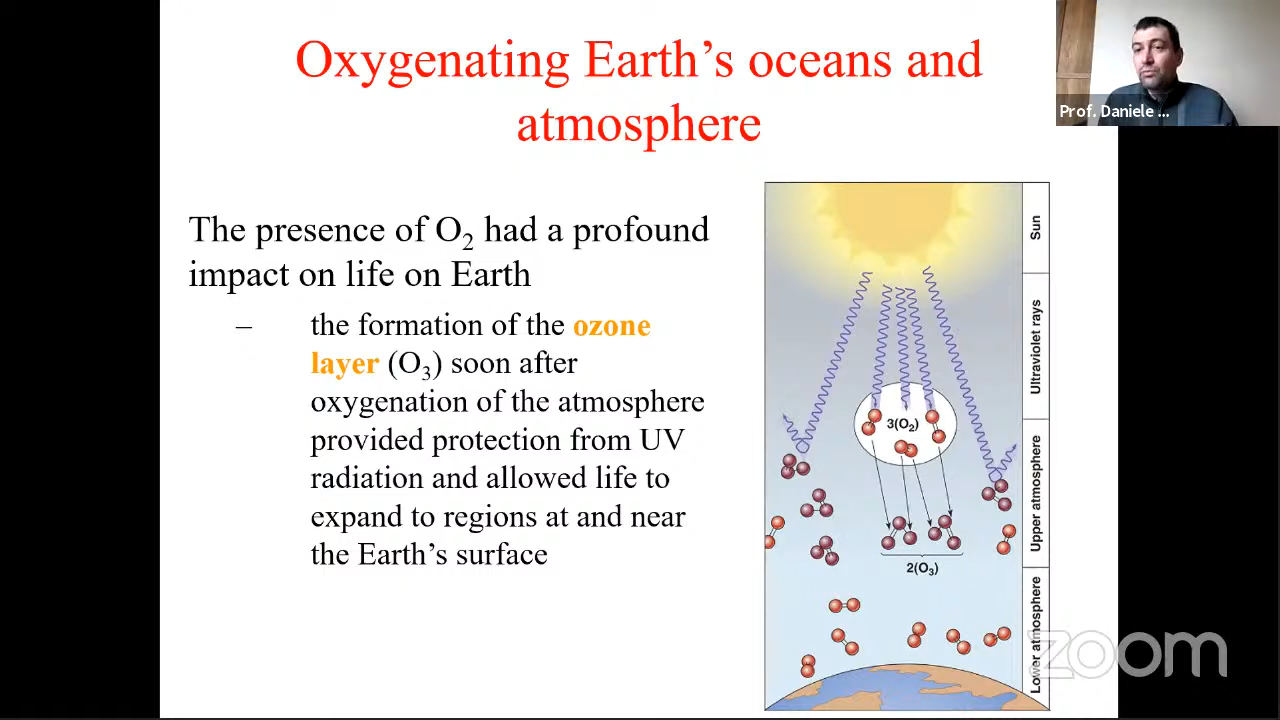 Oxygenating Earth’s oceans and
atmosphere
Prof. Daniele ...
The presence of O₂ had a profound
impact on life on Earth
– the formation of the ozone
layer (O₃) soon after
oxygenation of the atmosphere
provided protection from UV
radiation and allowed life to
expand to regions at and near
the Earth’s surface
Sun
Ultraviolet rays
Upper atmosphere
Lower atmosphere
3(O₂)
2(O₃)
zoom